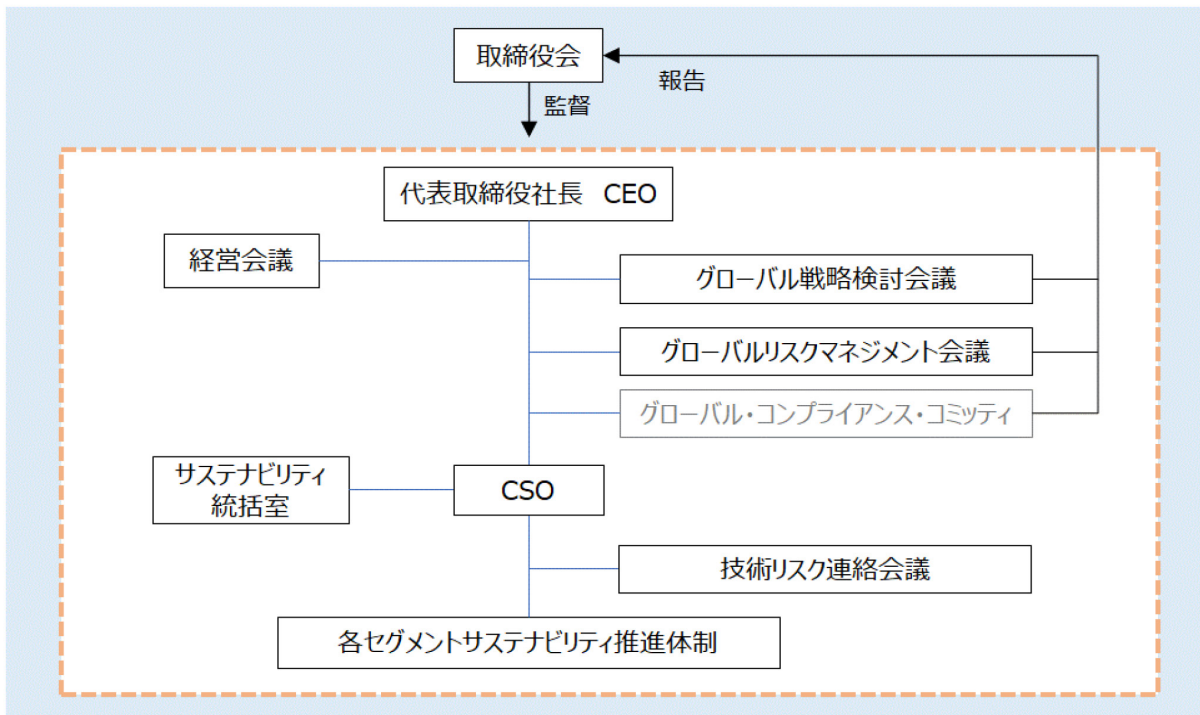 取締役会
報告
監督
代表取締役社長　CEO
経営会議
グローバル戦略検討会議
グローバルリスクマネジメント会議
グローバル・コンプライアンス・コミッティ
サステナビリティ
統括室
CSO
技術リスク連絡会議
各セグメントサステナビリティ推進体制